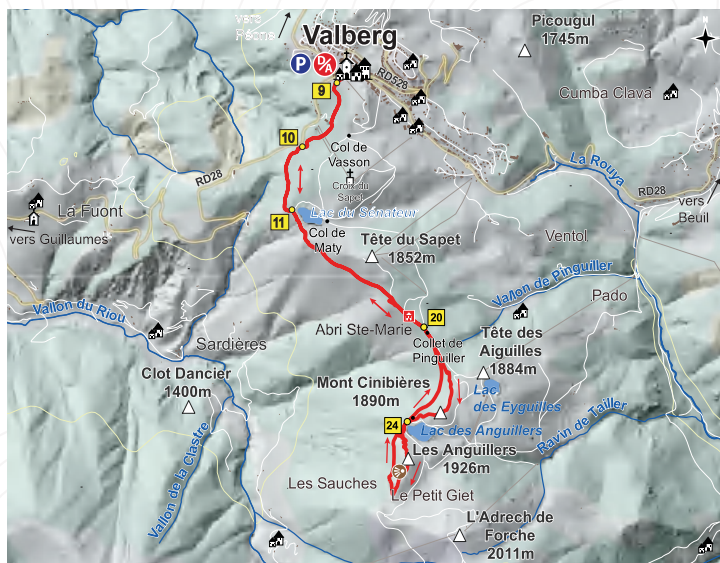 vers
Péone
Valberg
Picougul
1745m
P
D/A
9
RD528
Cumba Clava
10
Col de
Vasson
Croix du
Sapet
La Rouya
RD28
RD28
vers
Beuil
La Fuont
vers Guillaumes
11
Lac du Sénateur
Col de
Maty
Tête du Sapet
1852m
Ventol
Vallon de Pinguiller
Pado
Vallon du Riou
Abri Ste-Marie
20
Collet de
Pinguiller
Sardières
Tête des
Aiguilles
1884m
Clot Dancier
1400m
Mont Cinibières
1890m
Lac
des Eyguilles
24
Lac des Anguillers
Ravin de Tailler
Les Anguillers
1926m
Vallon de la Clastre
Les Sauches
Le Petit Giet
L'Adrech de
Forche
2011m